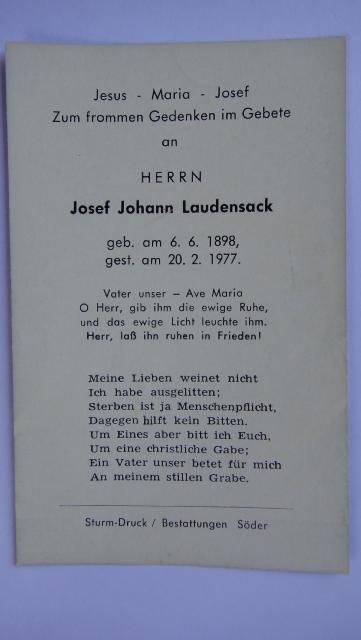 Jesus - Maria - Josef
Zum frommen Gedenken im Gebete
an
HERRN
Josef Johann Laudensack
geb. am 6. 6. 1898,
gest. am 20. 2. 1977.
Vater unser – Ave Maria
O Herr, gib ihm die ewige Ruhe,
und das ewige Licht leuchte ihm.
Herr, laß ihn ruhen in Frieden!
Meine Lieben weinet nicht
Ich habe ausgelitten;
Sterben ist ja Menschenpflicht,
Dagegen hilft kein Bitten.
Um Eines aber bitt ich Euch,
Um eine christliche Gabe;
Ein Vater unser betet für mich
An meinem stillen Grabe.
Sturm-Druck / Bestattungen Söder